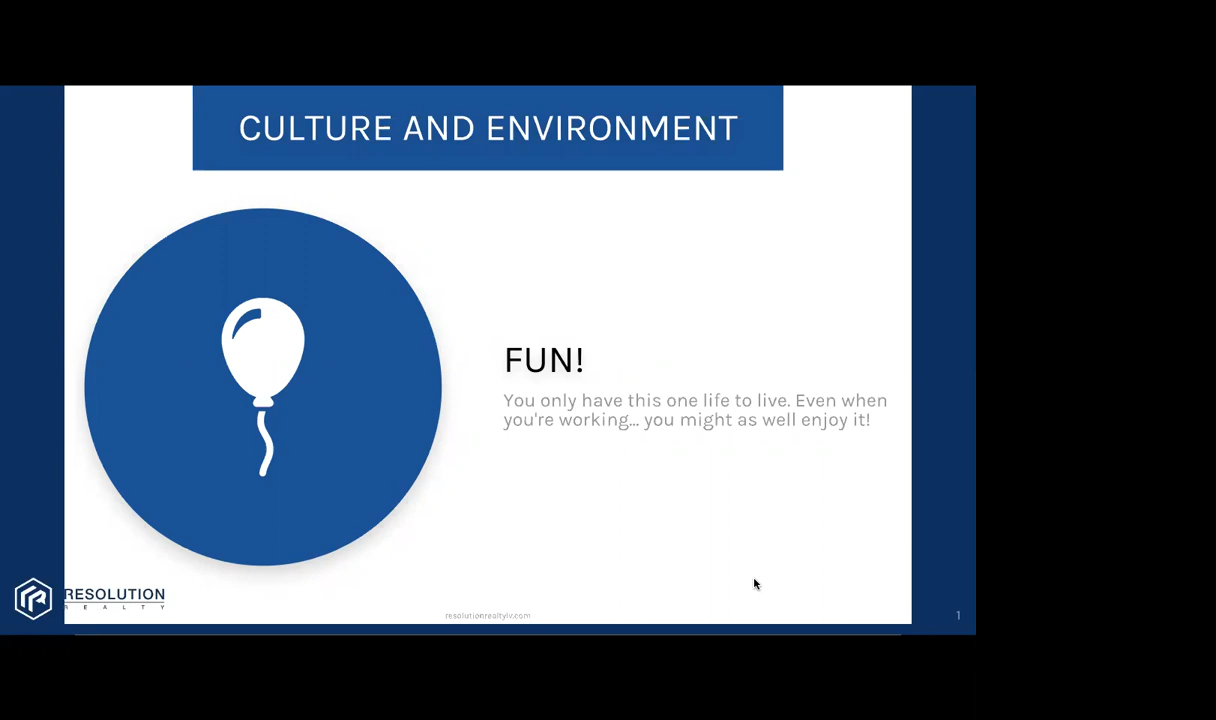 CULTURE AND ENVIRONMENT
FUN!
You only have this one life to live. Even when
you're working... you might as well enjoy it!
RESOLUTION
REALTY
resolutionrealtylv.com
1